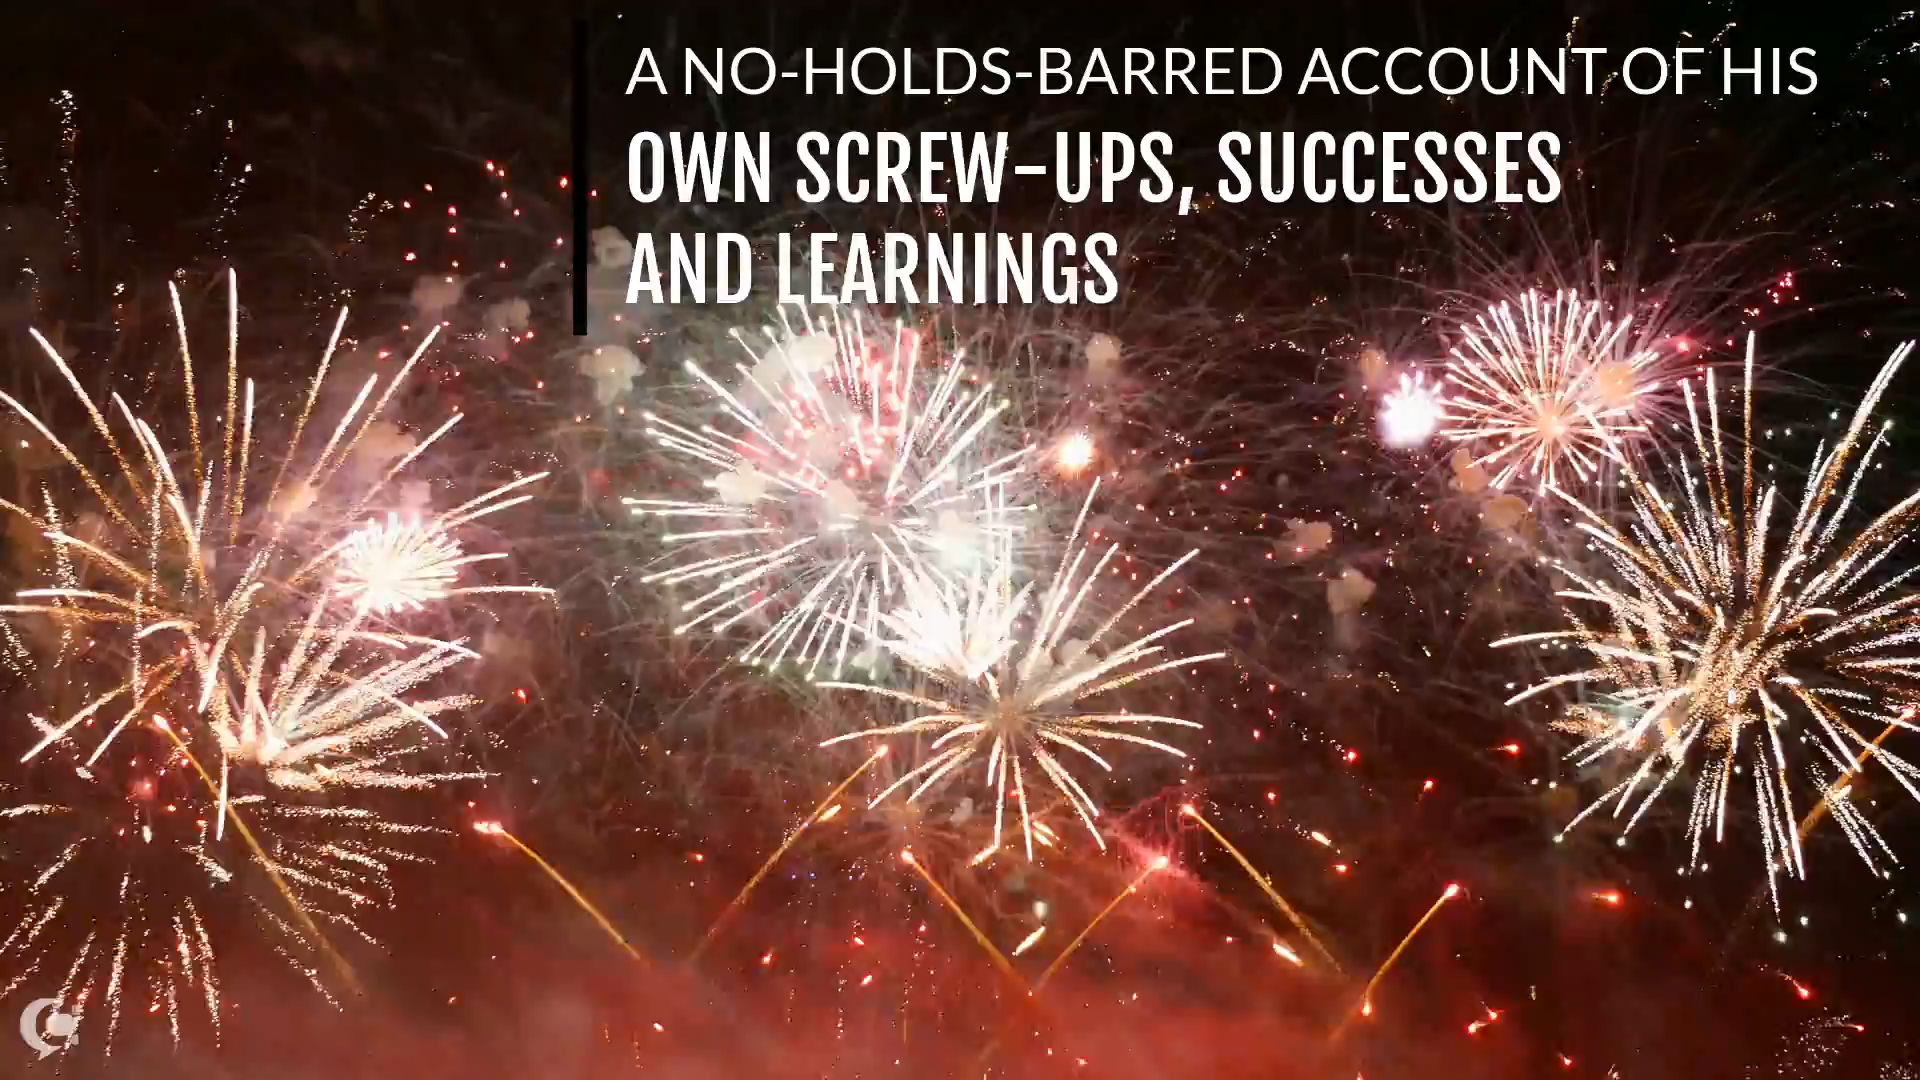 A NO-HOLDS-BARRED ACCOUNT OF HIS
OWN SCREW-UPS, SUCCESSES
AND LEARNINGS